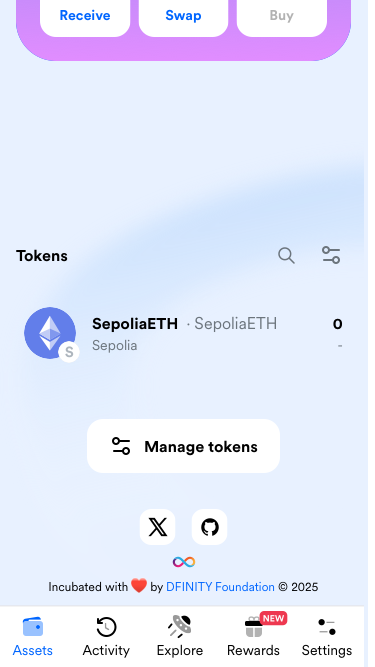 Receive Swap Buy
Tokens
SepoliaETH · SepoliaETH 0
S
Sepolia -
Manage tokens
Incubated with ❤️ by DFINITY Foundation © 2025
NEW
Assets Activity Explore Rewards Settings